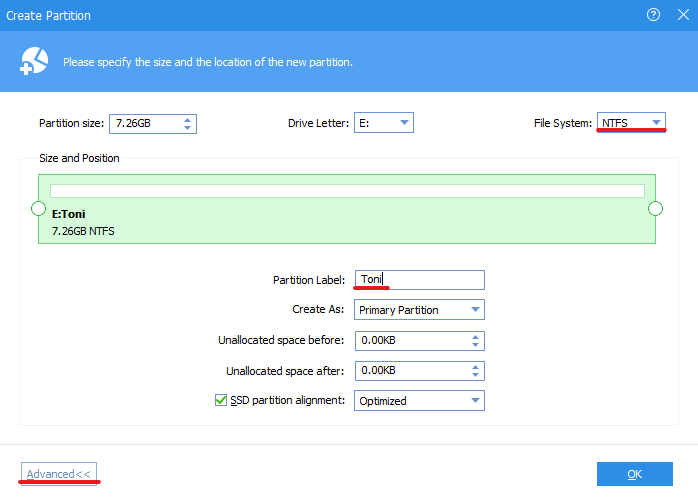 Create Partition
Please specify the size and the location of the new partition.
Partition size: 7.26GB Drive Letter: E: File System: NTFS
Size and Position
E:Toni
7.26GB NTFS
Partition Label: Toni
Create As: Primary Partition
Unallocated space before: 0.00KB
Unallocated space after: 0.00KB
SSD partition alignment: Optimized
Advanced<< OK